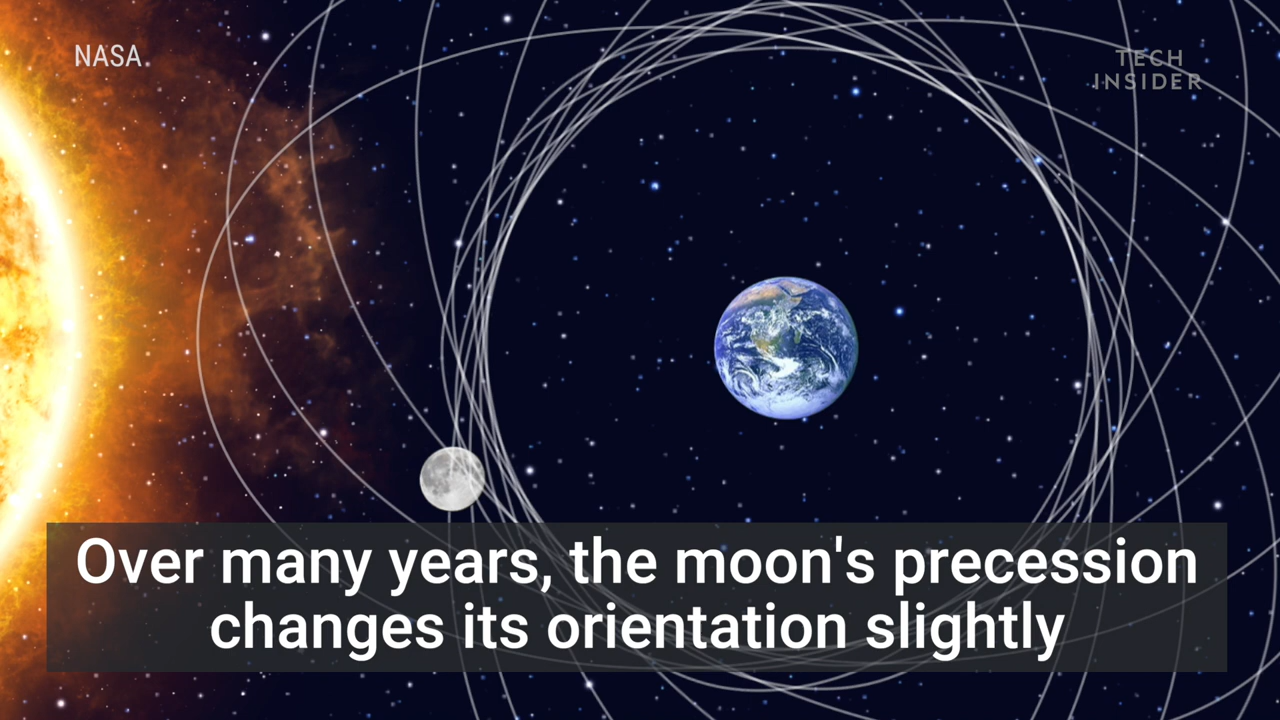 NASA
TECH
INSIDER
Over many years, the moon's precession
changes its orientation slightly